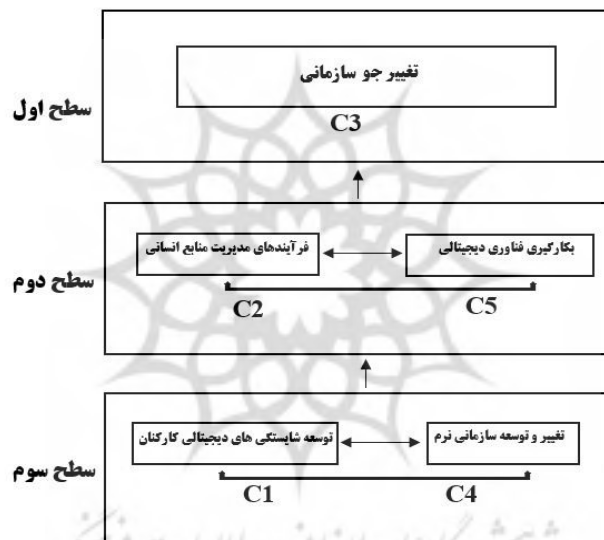 تغییر جو سازمانی
سطح اول
C3
بکارگیری فناوری دیجیتالی
فرآیندهای مدیریت منابع انسانی
سطح دوم
C2
C5
تغییر و توسعه سازمانی نرم
توسعه شایستگی های دیجیتالی کارکنان
سطح سوم
C1
C4